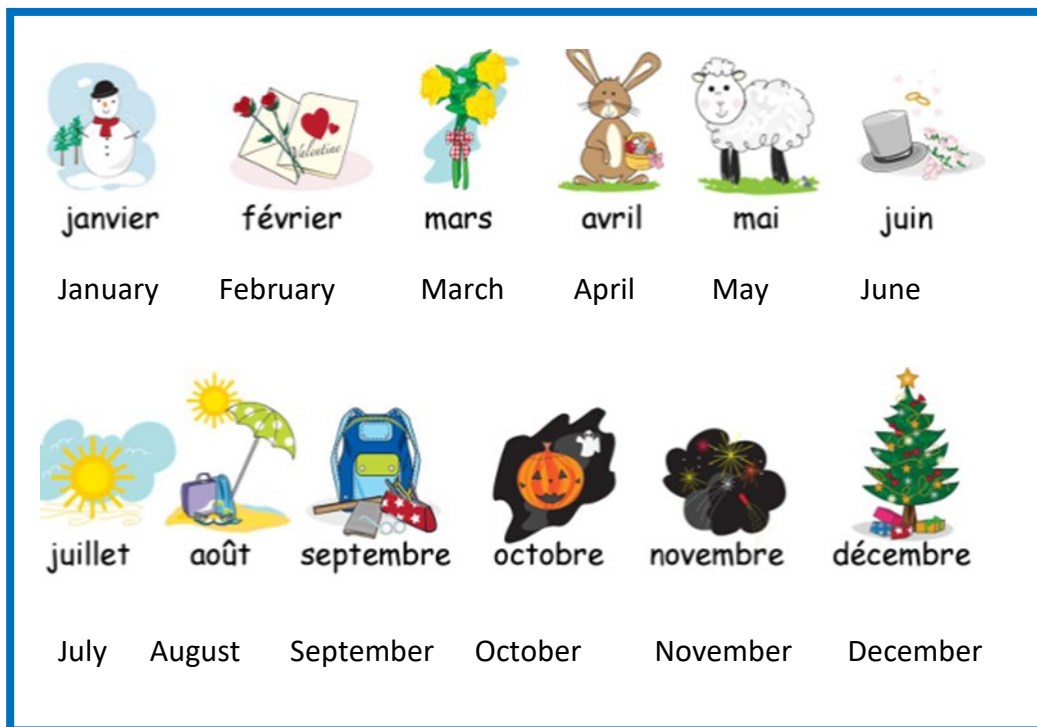 Valentine
janvier février mars avril mai juin
January February March April May June
juillet août septembre octobre novembre décembre
July August September October November December